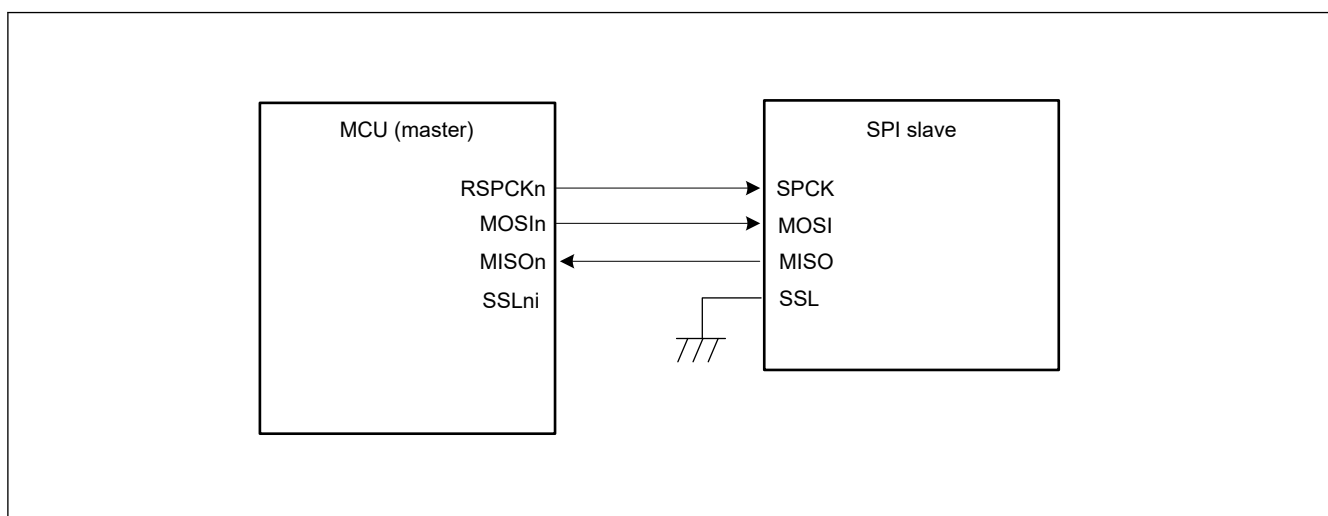 MCU (master)
RSPCKn
MOSIn
MISOn
SSLni
SPI slave
SPCK
MOSI
MISO
SSL